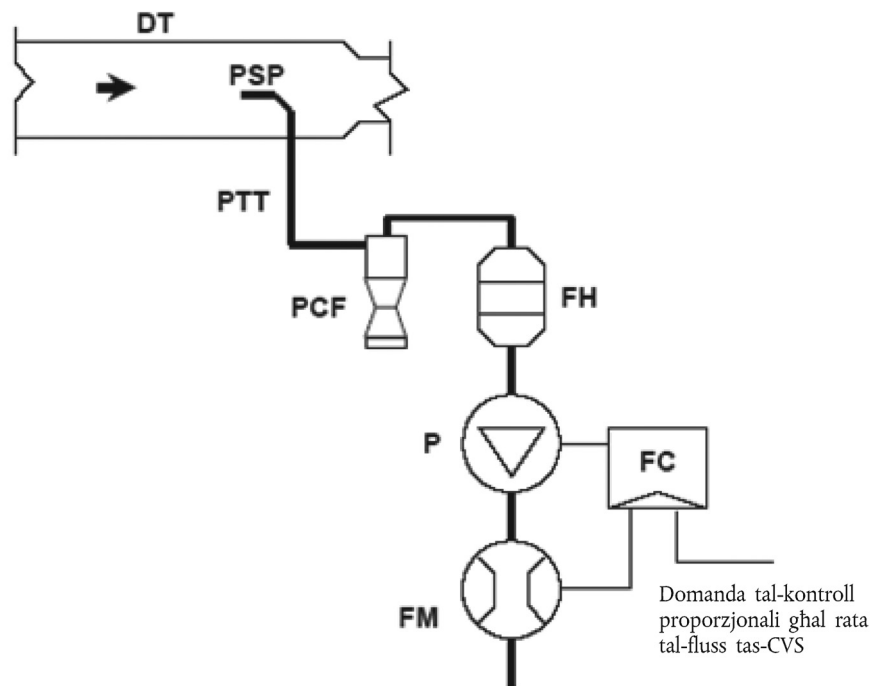 DT
PSP
PTT
PCF
FH
P
FC
FM
Domanda tal-kontroll
proporzjonali għal rata
tal-fluss tas-CVS